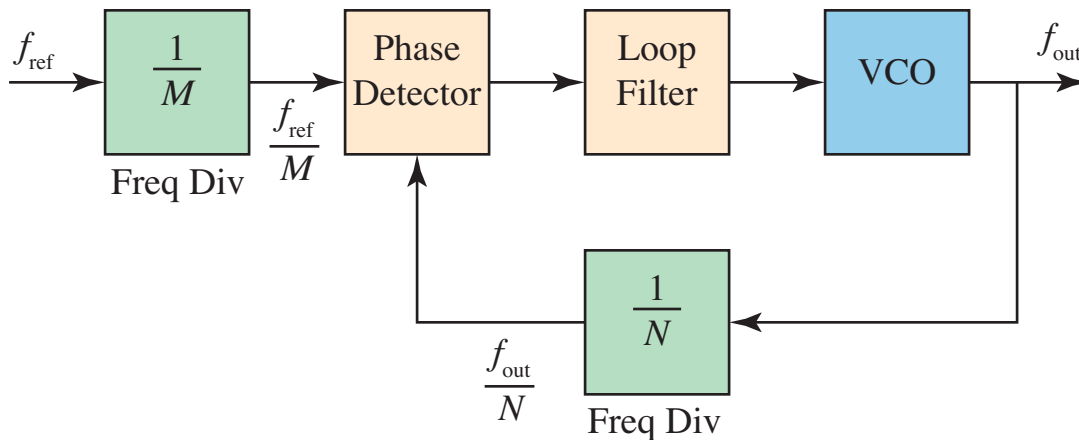 f_ref
1
M
Freq Div
f_ref
M
Phase
Detector
Loop
Filter
VCO
f_out
1
N
Freq Div
f_out
N